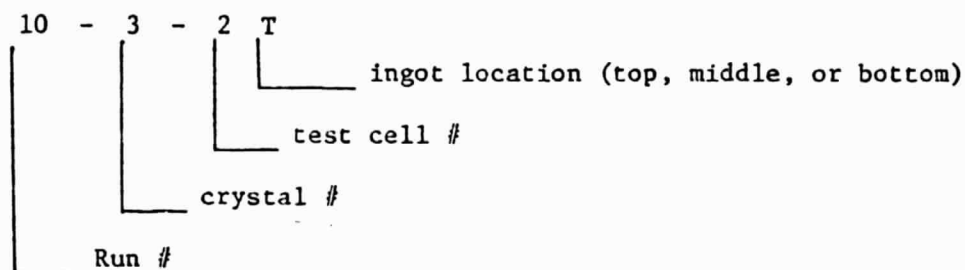 10 - 3 - 2 T
ingot location (top, middle, or bottom)
test cell #
crystal #
Run #